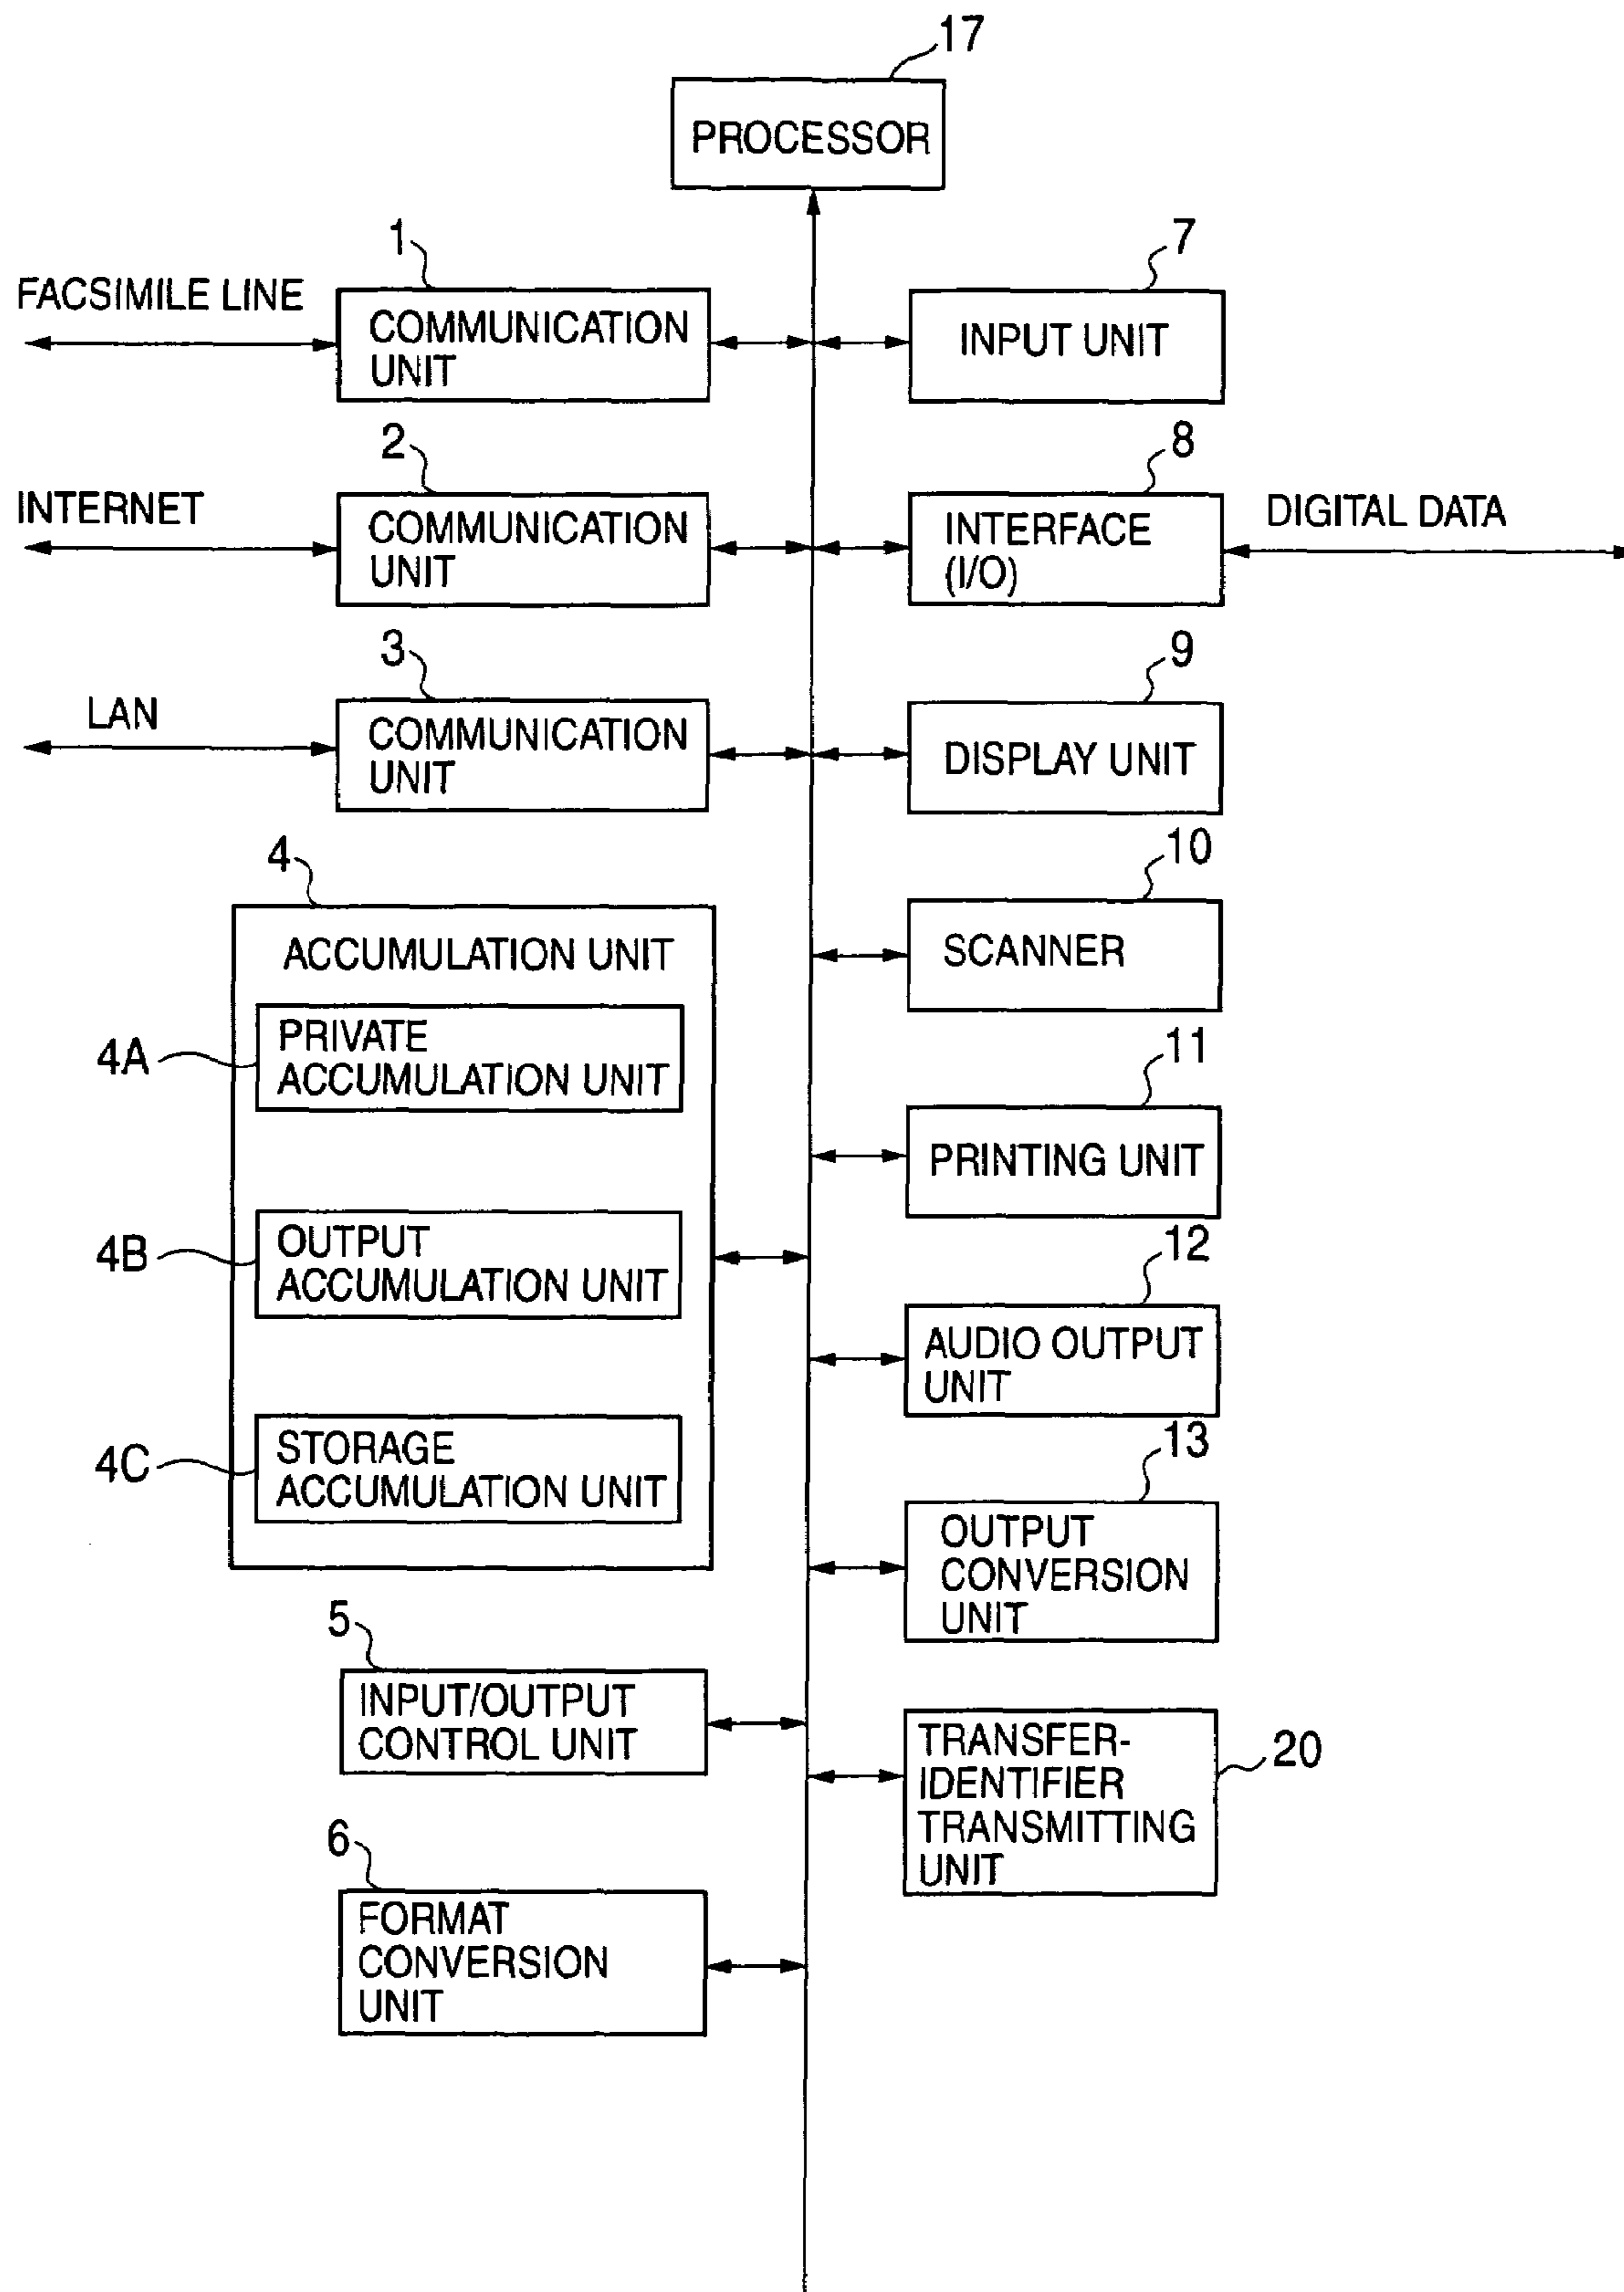 17
PROCESSOR
1
FACSIMILE LINE
COMMUNICATION
UNIT
7
INPUT UNIT
2
INTERNET
COMMUNICATION
UNIT
8
INTERFACE
(I/O)
DIGITAL DATA
3
LAN
COMMUNICATION
UNIT
9
DISPLAY UNIT
4
ACCUMULATION UNIT
4A
PRIVATE
ACCUMULATION UNIT
4B
OUTPUT
ACCUMULATION UNIT
4C
STORAGE
ACCUMULATION UNIT
10
SCANNER
11
PRINTING UNIT
12
AUDIO OUTPUT
UNIT
13
OUTPUT
CONVERSION
UNIT
5
INPUT/OUTPUT
CONTROL UNIT
TRANSFER-
IDENTIFIER
TRANSMITTING
UNIT
20
6
FORMAT
CONVERSION
UNIT